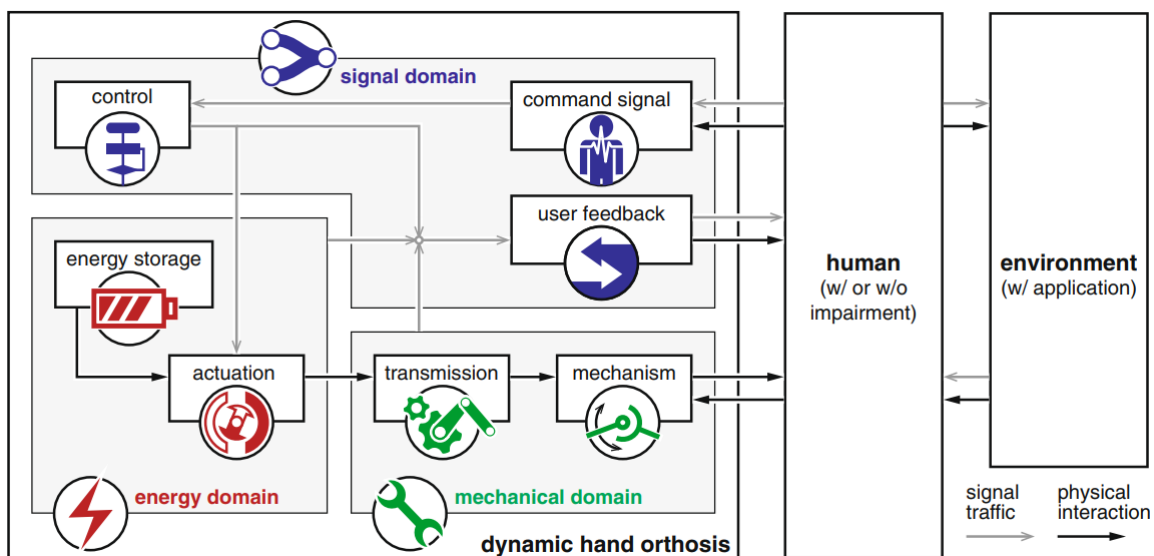 signal domain
control
command signal
user feedback
energy storage
actuation
transmission
mechanism
energy domain
mechanical domain
dynamic hand orthosis
human
(w/ or w/o
impairment)
environment
(w/ application)
signal
traffic
physical
interaction